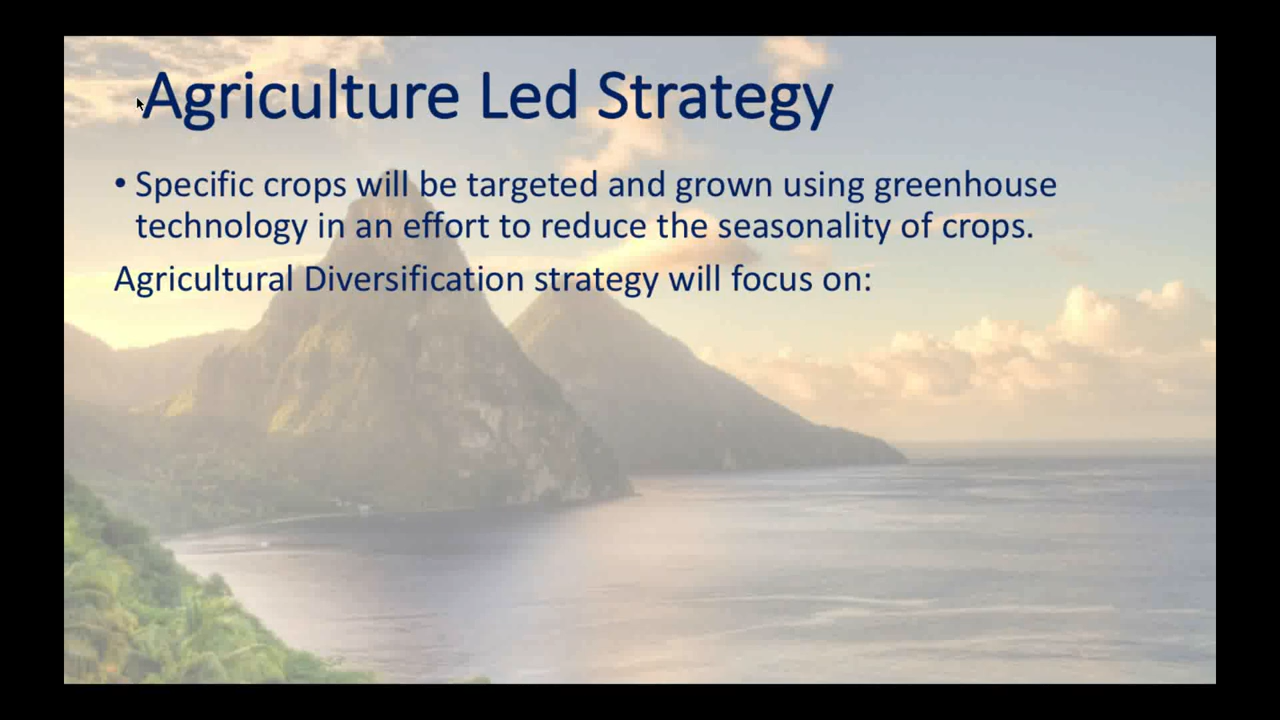 Agriculture Led Strategy
• Specific crops will be targeted and grown using greenhouse
technology in an effort to reduce the seasonality of crops.
Agricultural Diversification strategy will focus on: